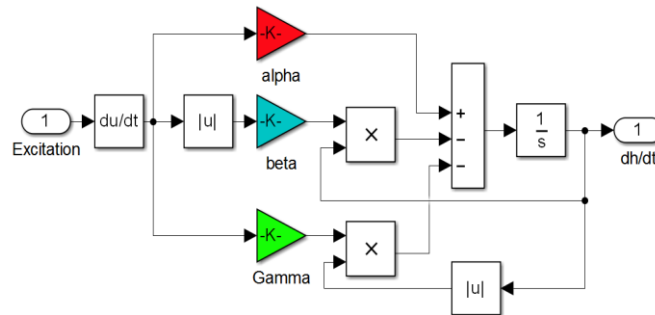 -K-
alpha
1
Excitation
du/dt
|u|
-K-
beta
×
+
−
−
1
s
1
dh/dt
-K-
Gamma
×
|u|